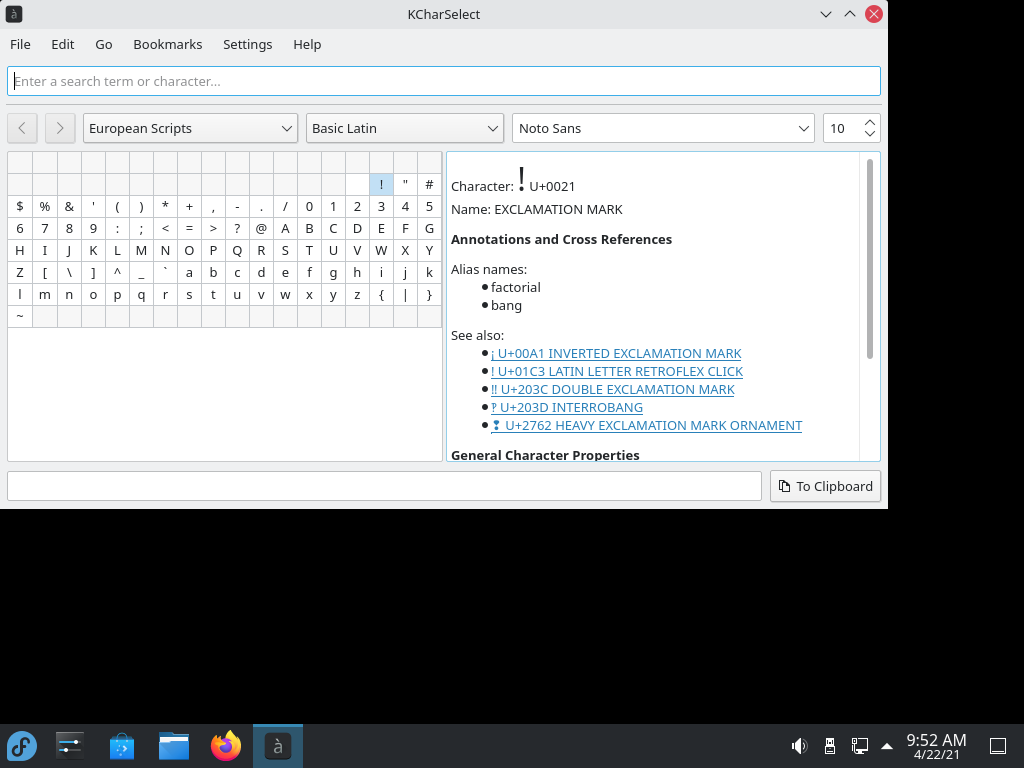 KCharSelect
File Edit Go Bookmarks Settings Help
Enter a search term or character...
European Scripts Basic Latin Noto Sans 10
! " #
$ % & ' ( ) * + , - . / 0 1 2 3 4 5
6 7 8 9 : ; < = > ? @ A B C D E F G
H I J K L M N O P Q R S T U V W X Y
Z [ \ ] ^ _ ` a b c d e f g h i j k
l m n o p q r s t u v w x y z { | }
~
Character: ! U+0021
Name: EXCLAMATION MARK
Annotations and Cross References
Alias names:
• factorial
• bang
See also:
• ¡ U+00A1 INVERTED EXCLAMATION MARK
• ǃ U+01C3 LATIN LETTER RETROFLEX CLICK
• ‼ U+203C DOUBLE EXCLAMATION MARK
• ‽ U+203D INTERROBANG
• ❢ U+2762 HEAVY EXCLAMATION MARK ORNAMENT
General Character Properties
To Clipboard
à
9:52 AM
4/22/21